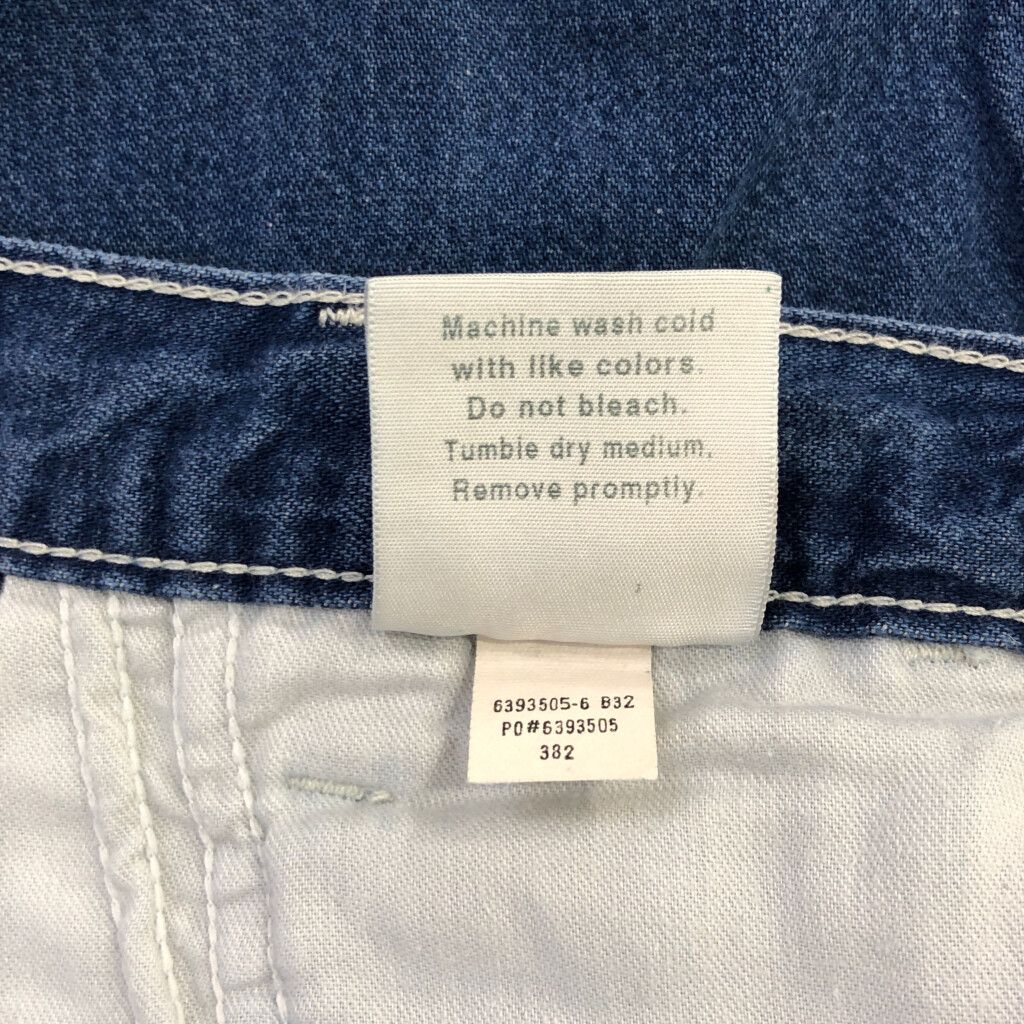 Machine wash cold
with like colors.
Do not bleach.
Tumble dry medium.
Remove promptly.
6393505-6 B32
PO#6393505
382